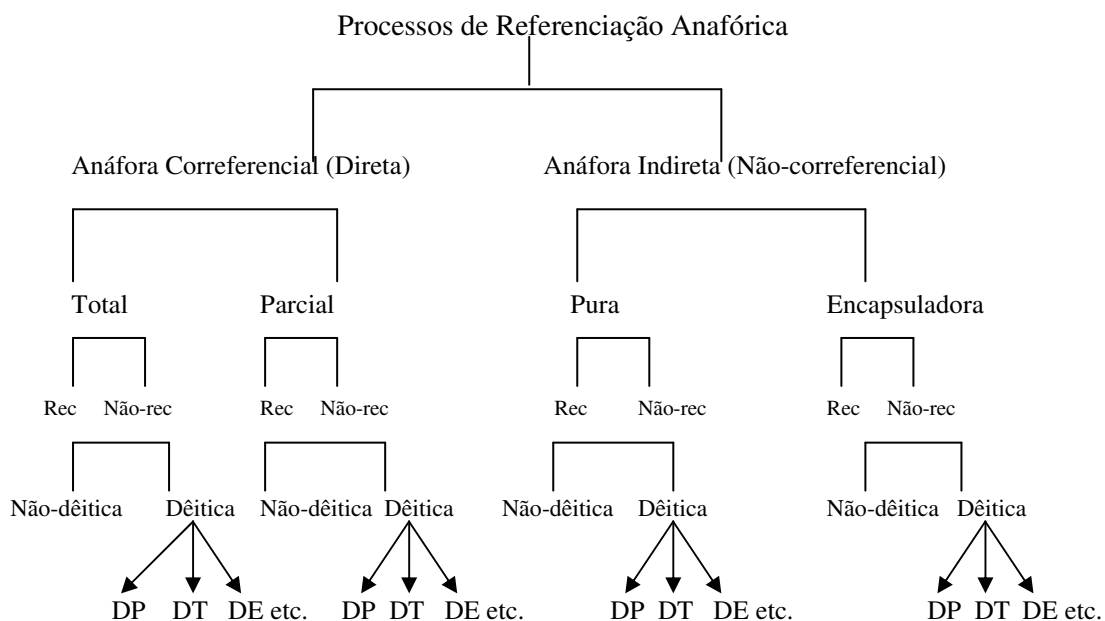 Processos de Referenciação Anafórica
Anáfora Correferencial (Direta) Anáfora Indireta (Não-correferencial)
Total Parcial Pura Encapsuladora
Rec Não-rec Rec Não-rec Rec Não-rec Rec Não-rec
Não-dêitica Dêitica Não-dêitica Dêitica Não-dêitica Dêitica Não-dêitica Dêitica
DP DT DE etc. DP DT DE etc. DP DT DE etc. DP DT DE etc.